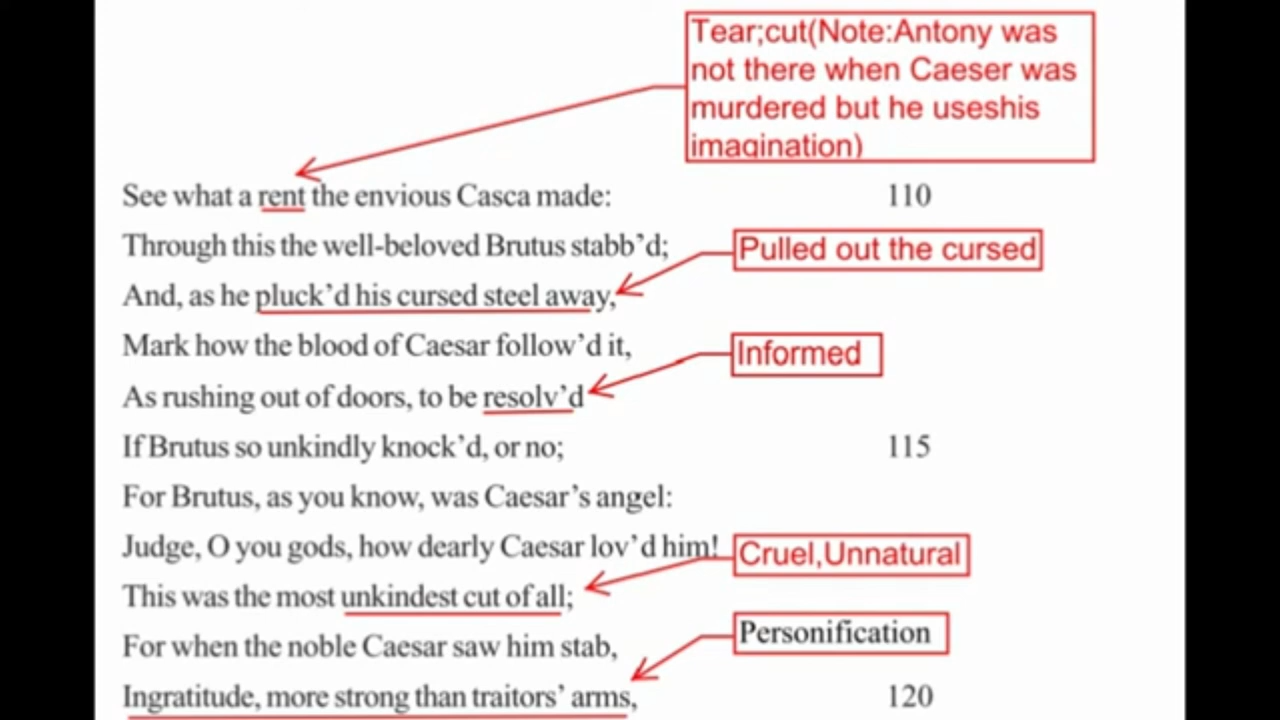 Tear;cut(Note:Antony was
not there when Caeser was
murdered but he useshis
imagination)
See what a rent the envious Casca made: 110
Through this the well-beloved Brutus stabb’d;
Pulled out the cursed
And, as he pluck’d his cursed steel away,
Mark how the blood of Caesar follow’d it,
Informed
As rushing out of doors, to be resolv’d
If Brutus so unkindly knock’d, or no; 115
For Brutus, as you know, was Caesar’s angel:
Judge, O you gods, how dearly Caesar lov’d him!
Cruel,Unnatural
This was the most unkindest cut of all;
Personification
For when the noble Caesar saw him stab,
Ingratitude, more strong than traitors’ arms, 120